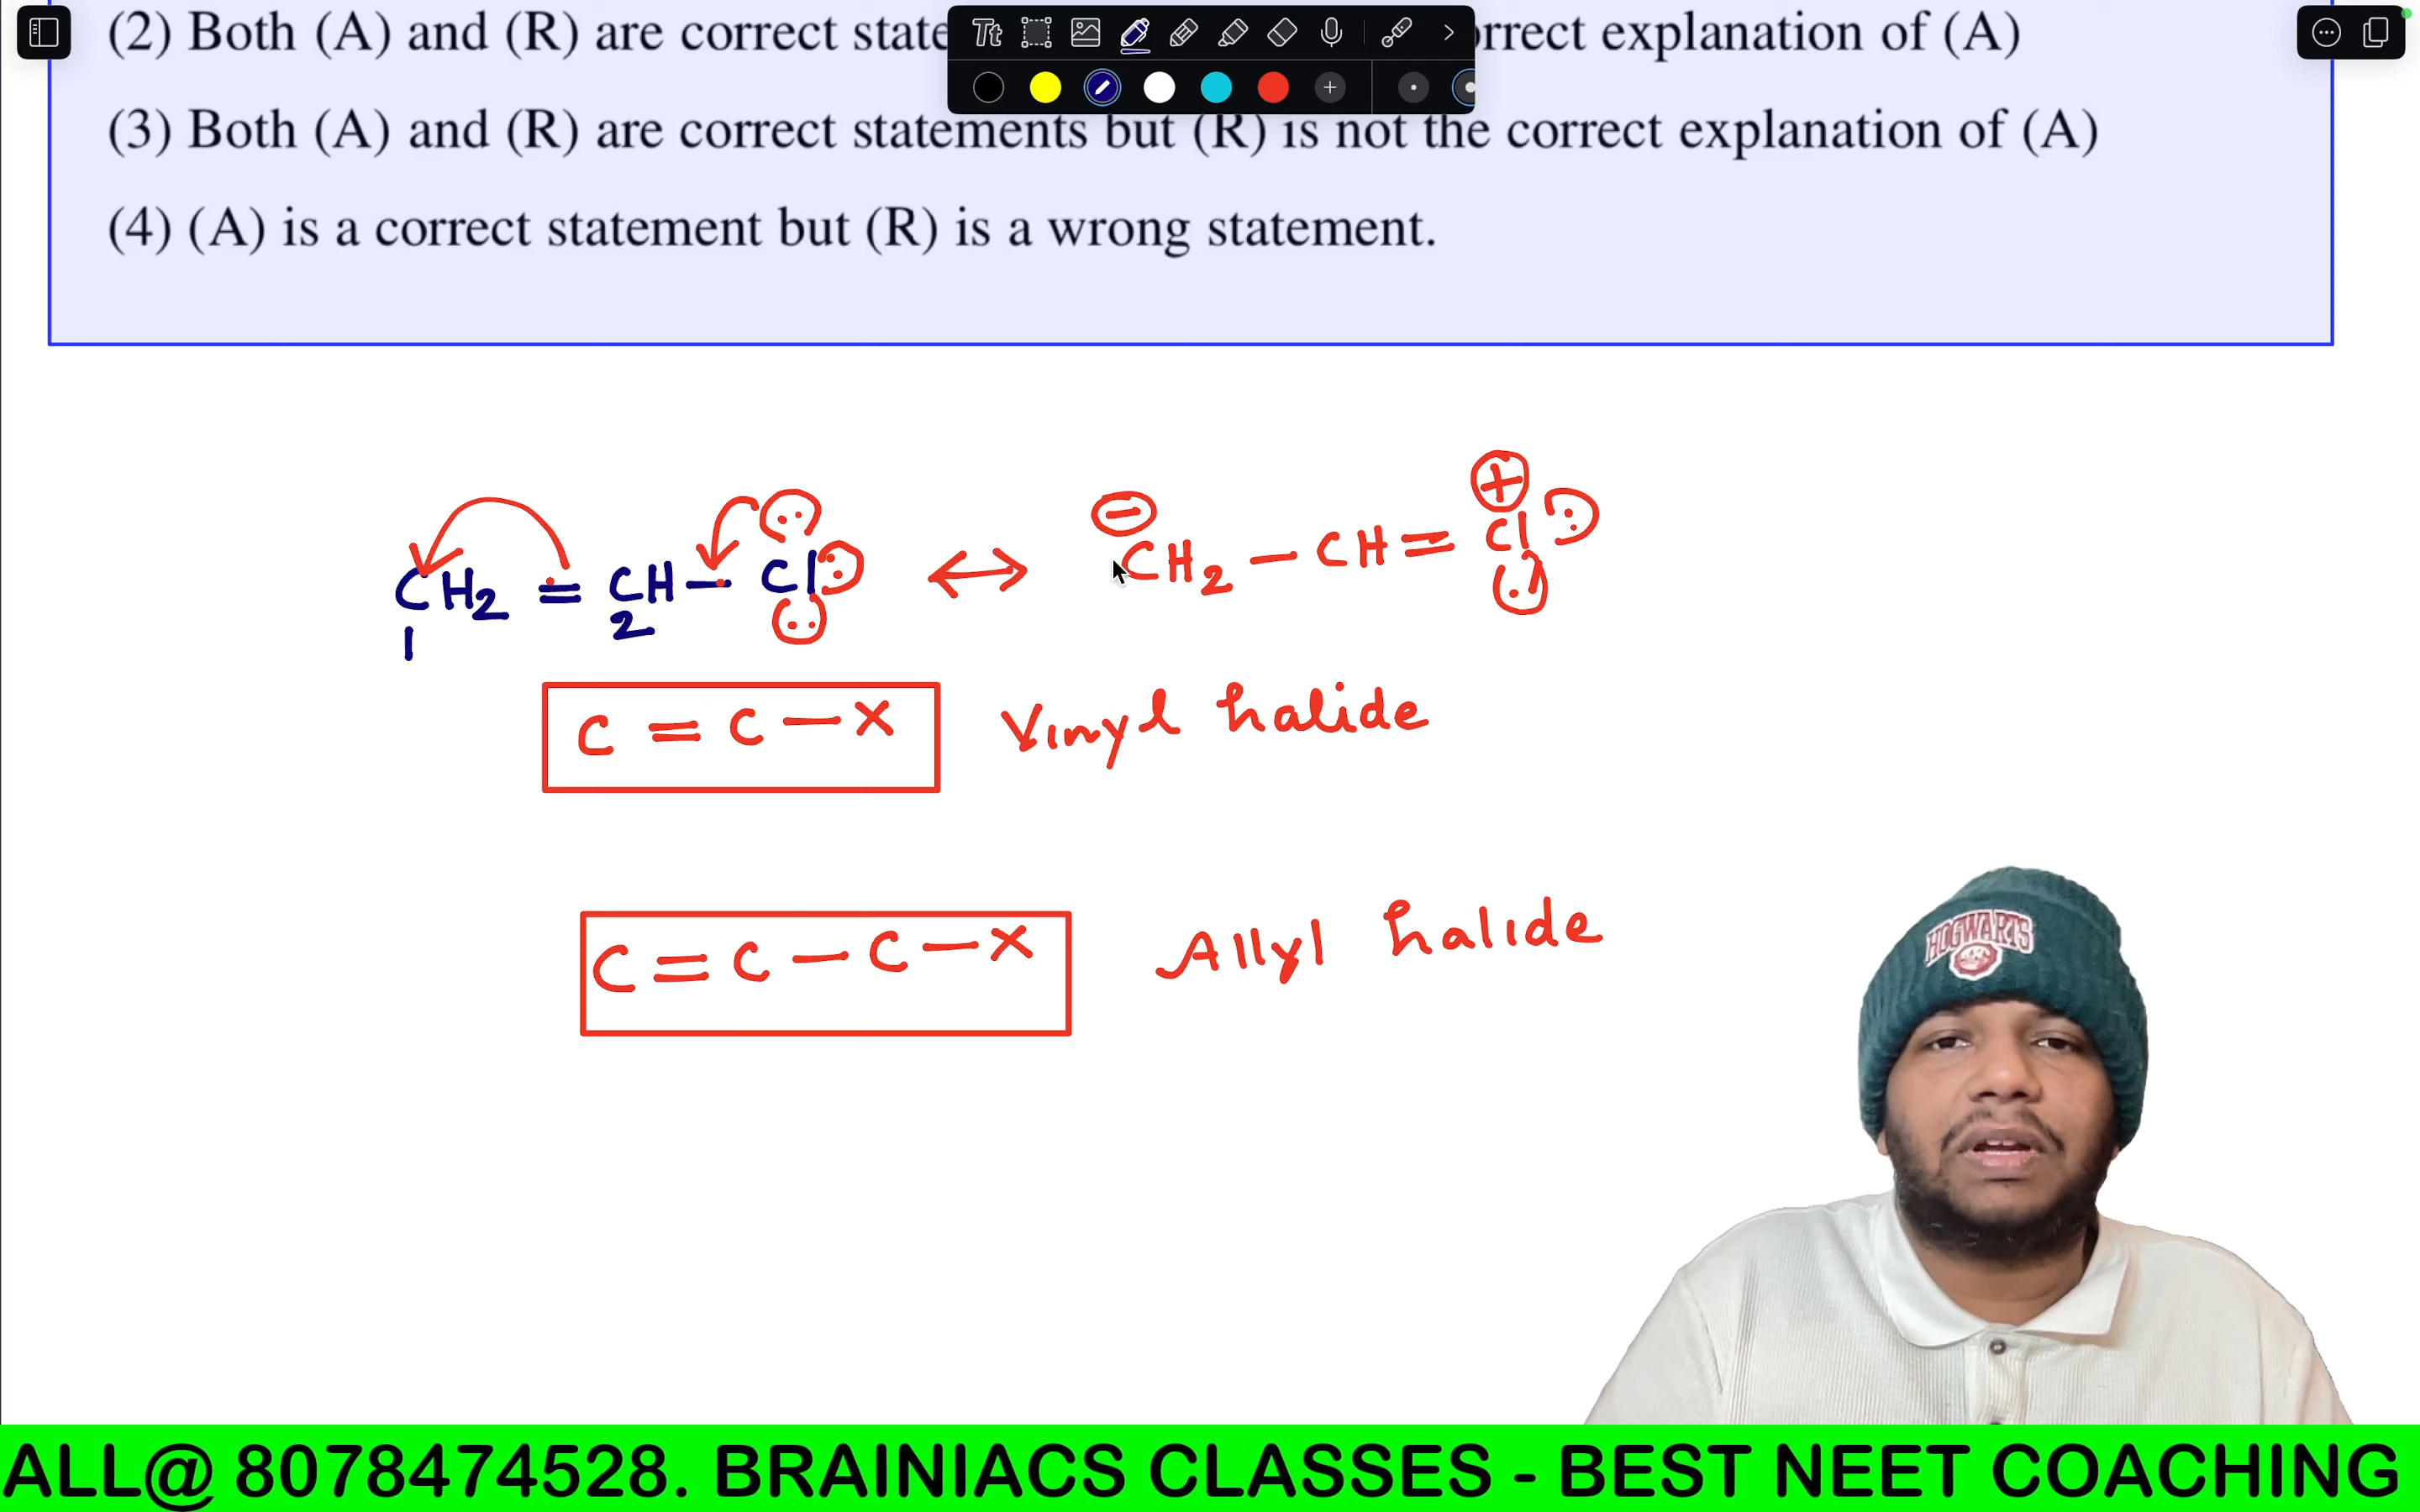 (2) Both (A) and (R) are correct state rrect explanation of (A)
Tt
(3) Both (A) and (R) are correct statements but (R) is not the correct explanation of (A)
(4) (A) is a correct statement but (R) is a wrong statement.
CH2 = CH - Cl ↔ CH2 - CH = Cl
1 2
C = C - X Vinyl halide
C = C - C - X Allyl halide
HOGWARTS
ALL@ 8078474528. BRAINIACS CLASSES - BEST NEET COACHING